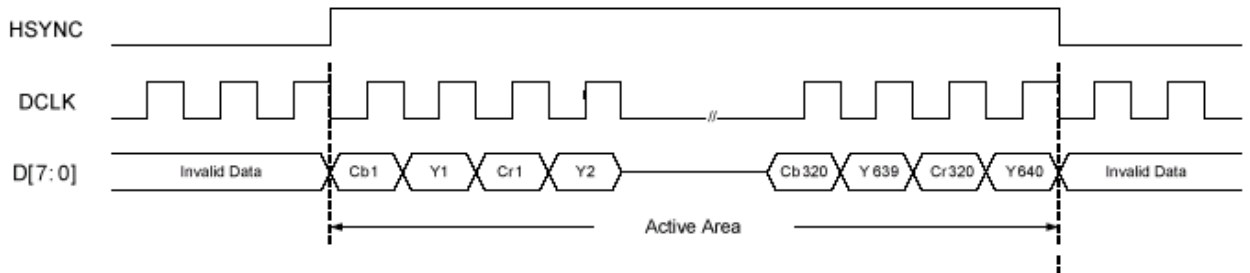 HSYNC
DCLK
//
D[7:0] Invalid Data Cb1 Y1 Cr1 Y2 Cb320 Y639 Cr320 Y640 Invalid Data
Active Area